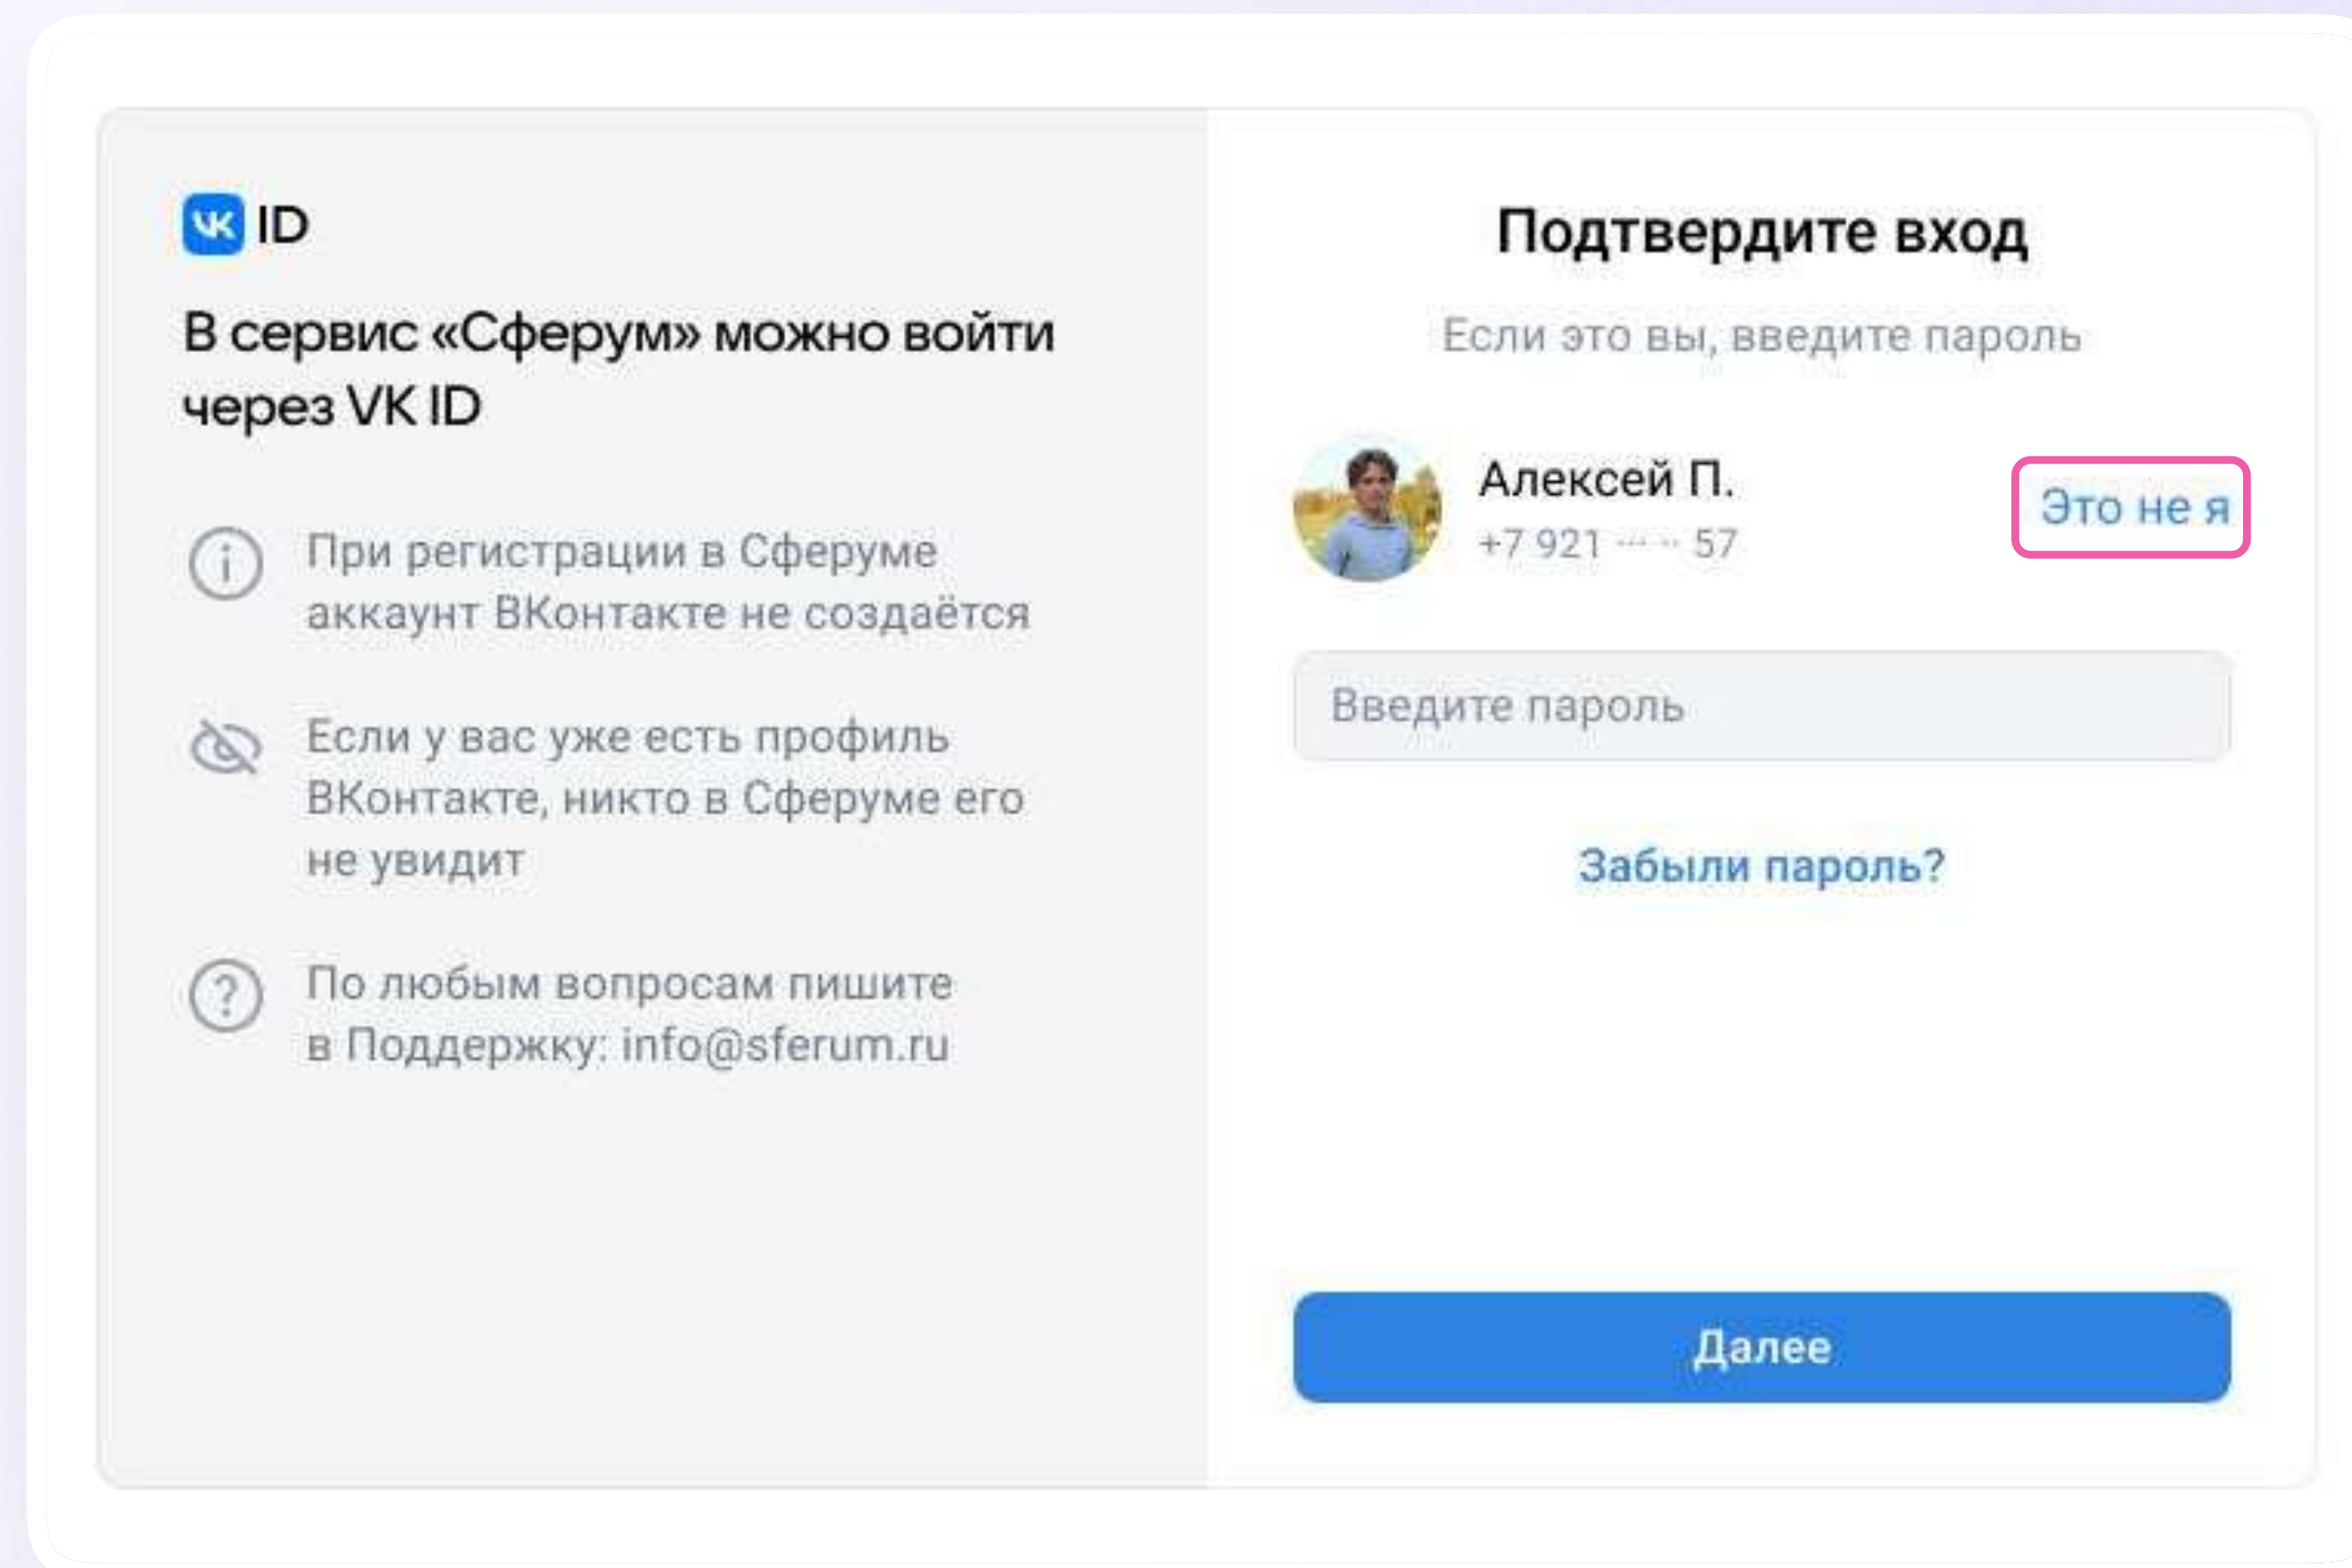 VK ID
В сервис «Сферум» можно войти
через VK ID
При регистрации в Сферуме
аккаунт ВКонтакте не создаётся
Если у вас уже есть профиль
ВКонтакте, никто в Сферуме его
не увидит
По любым вопросам пишите
в Поддержку: info@sferum.ru
Подтвердите вход
Если это вы, введите пароль
Алексей П.
+7 921 ··· ·· 57
Это не я
Введите пароль
Забыли пароль?
Далее